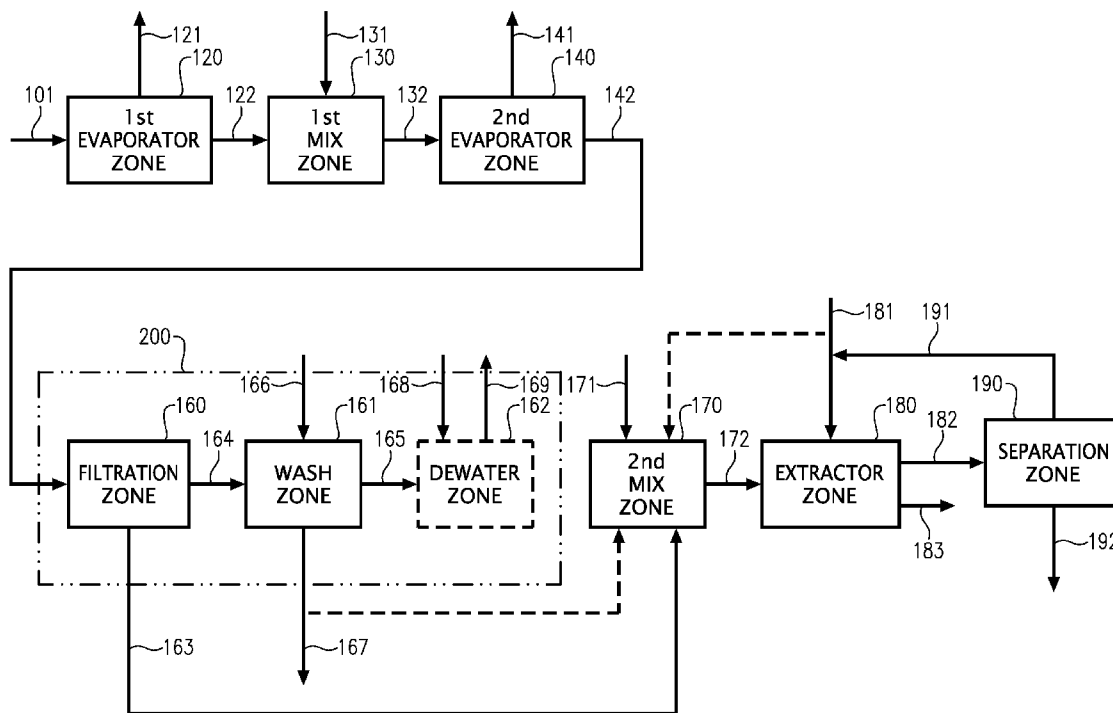 121
120
131
130
141
140
101
122
132
142
1st
EVAPORATOR
ZONE
1st
MIX
ZONE
2nd
EVAPORATOR
ZONE
200
181
191
166
168
169
171
160
164
161
165
162
170
172
180
182
190
FILTRATION
ZONE
WASH
ZONE
DEWATER
ZONE
2nd
MIX
ZONE
EXTRACTOR
ZONE
SEPARATION
ZONE
183
192
163
167